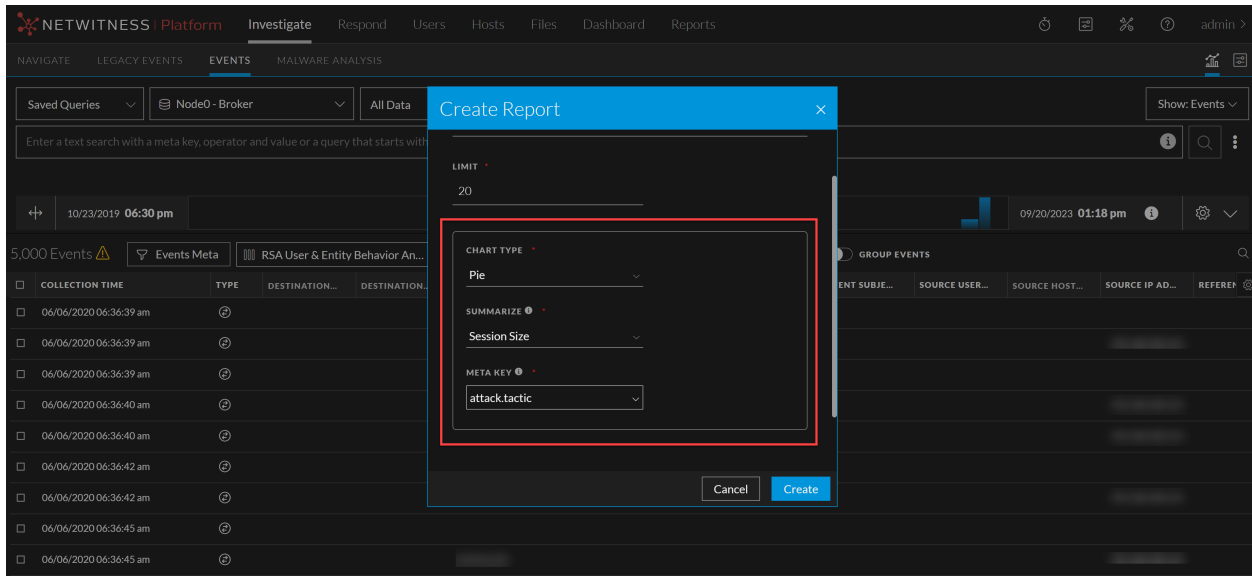 NETWITNESS Platform Investigate Respond Users Hosts Files Dashboard Reports admin >
NAVIGATE LEGACY EVENTS EVENTS MALWARE ANALYSIS
Saved Queries Node0 - Broker All Data Create Report × Show: Events
Enter a text search with a meta key, operator and value or a query that starts with
LIMIT *
20
10/23/2019 06:30 pm 09/20/2023 01:18 pm
5,000 Events Events Meta RSA User & Entity Behavior An... CHART TYPE * GROUP EVENTS
Pie
COLLECTION TIME TYPE DESTINATION... DESTINATION... ENT SUBJE... SOURCE USER... SOURCE HOST... SOURCE IP AD... REFEREN
06/06/2020 06:36:39 am SUMMARIZE *
06/06/2020 06:36:39 am Session Size
06/06/2020 06:36:39 am META KEY *
06/06/2020 06:36:40 am attack.tactic
06/06/2020 06:36:40 am
06/06/2020 06:36:42 am
06/06/2020 06:36:42 am Cancel Create
06/06/2020 06:36:45 am
06/06/2020 06:36:45 am